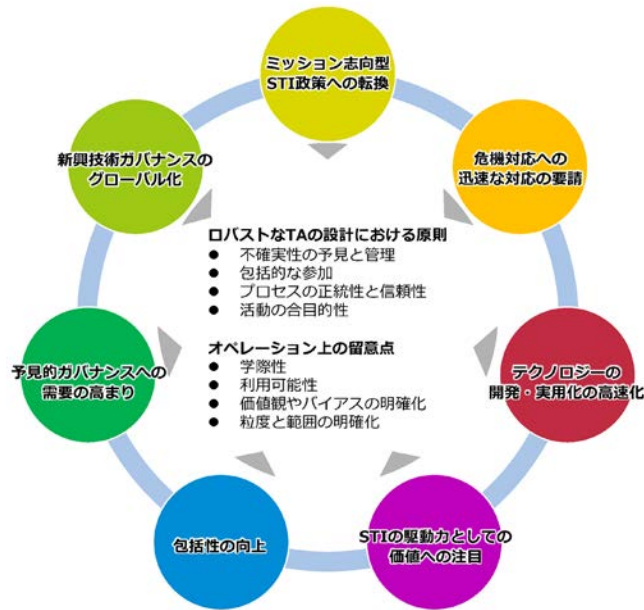 ミッション志向型
STI政策への転換
危機対応への
迅速な対応の要請
テクノロジーの
開発・実用化の高速化
STIの駆動力としての
価値への注目
包括性の向上
予見的ガバナンスへの
需要の高まり
新興技術ガバナンスの
グローバル化
ロバストなTAの設計における原則
● 不確実性の予見と管理
● 包括的な参加
● プロセスの正統性と信頼性
● 活動の合目的性
オペレーション上の留意点
● 学際性
● 利用可能性
● 価値観やバイアスの明確化
● 粒度と範囲の明確化